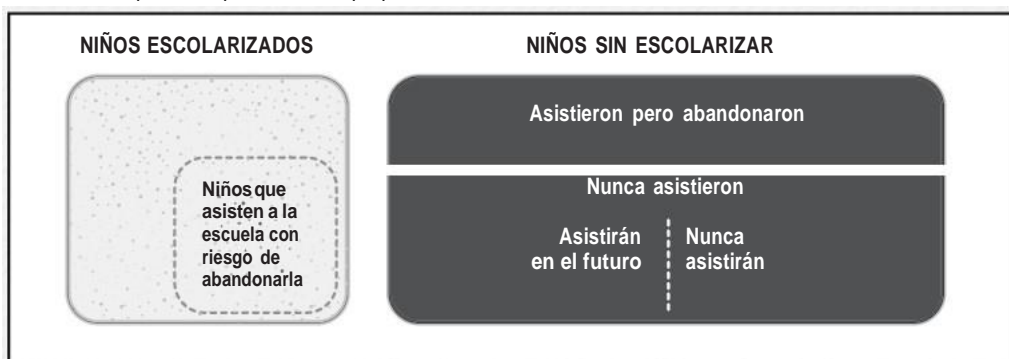 NIÑOS ESCOLARIZADOS
NIÑOS SIN ESCOLARIZAR
Niños que
asisten a la
escuela con
riesgo de
abandonarla
Asistieron pero abandonaron
Nunca asistieron
Asistirán
en el futuro
Nunca
asistirán